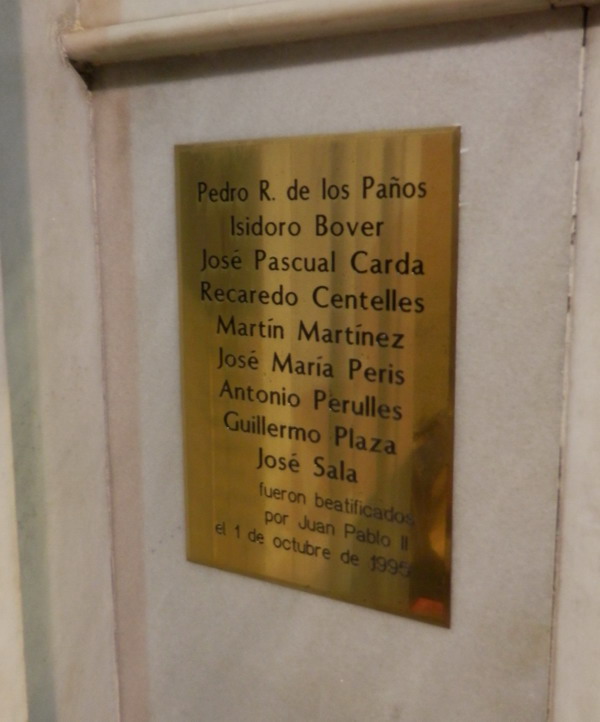 Pedro R. de los Paños
Isidoro Bover
José Pascual Carda
Recaredo Centelles
Martín Martínez
José María Peris
Antonio Perulles
Guillermo Plaza
José Sala
fueron beatificados
por Juan Pablo II
el 1 de octubre de 1995